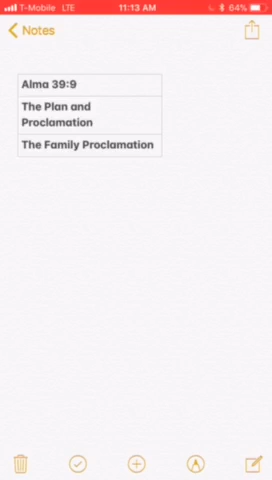 T-Mobile LTE 11:13 AM 64%
Notes
Alma 39:9
The Plan and
Proclamation
The Family Proclamation